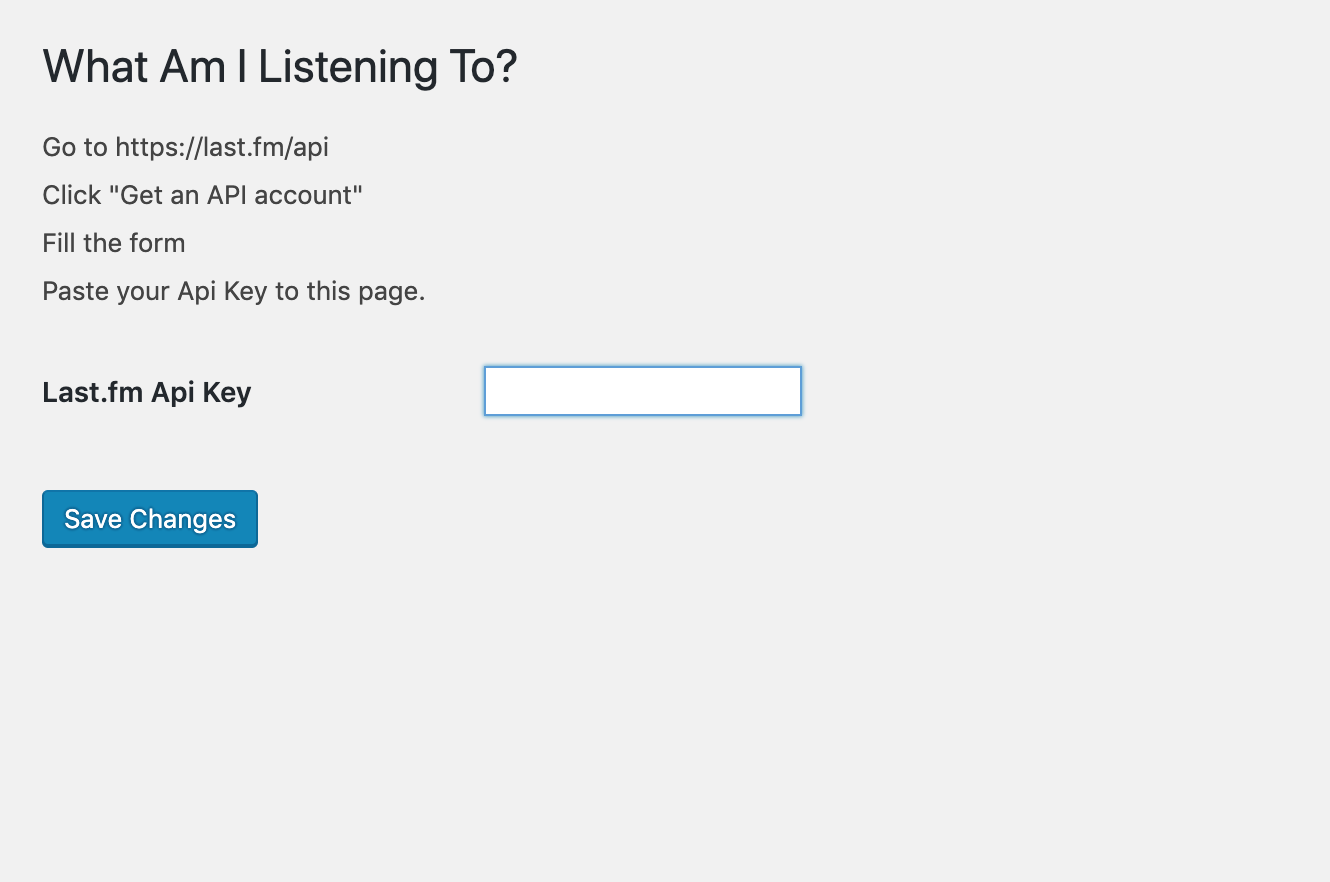 What Am I Listening To?
Go to https://last.fm/api
Click "Get an API account"
Fill the form
Paste your Api Key to this page.
Last.fm Api Key
Save Changes